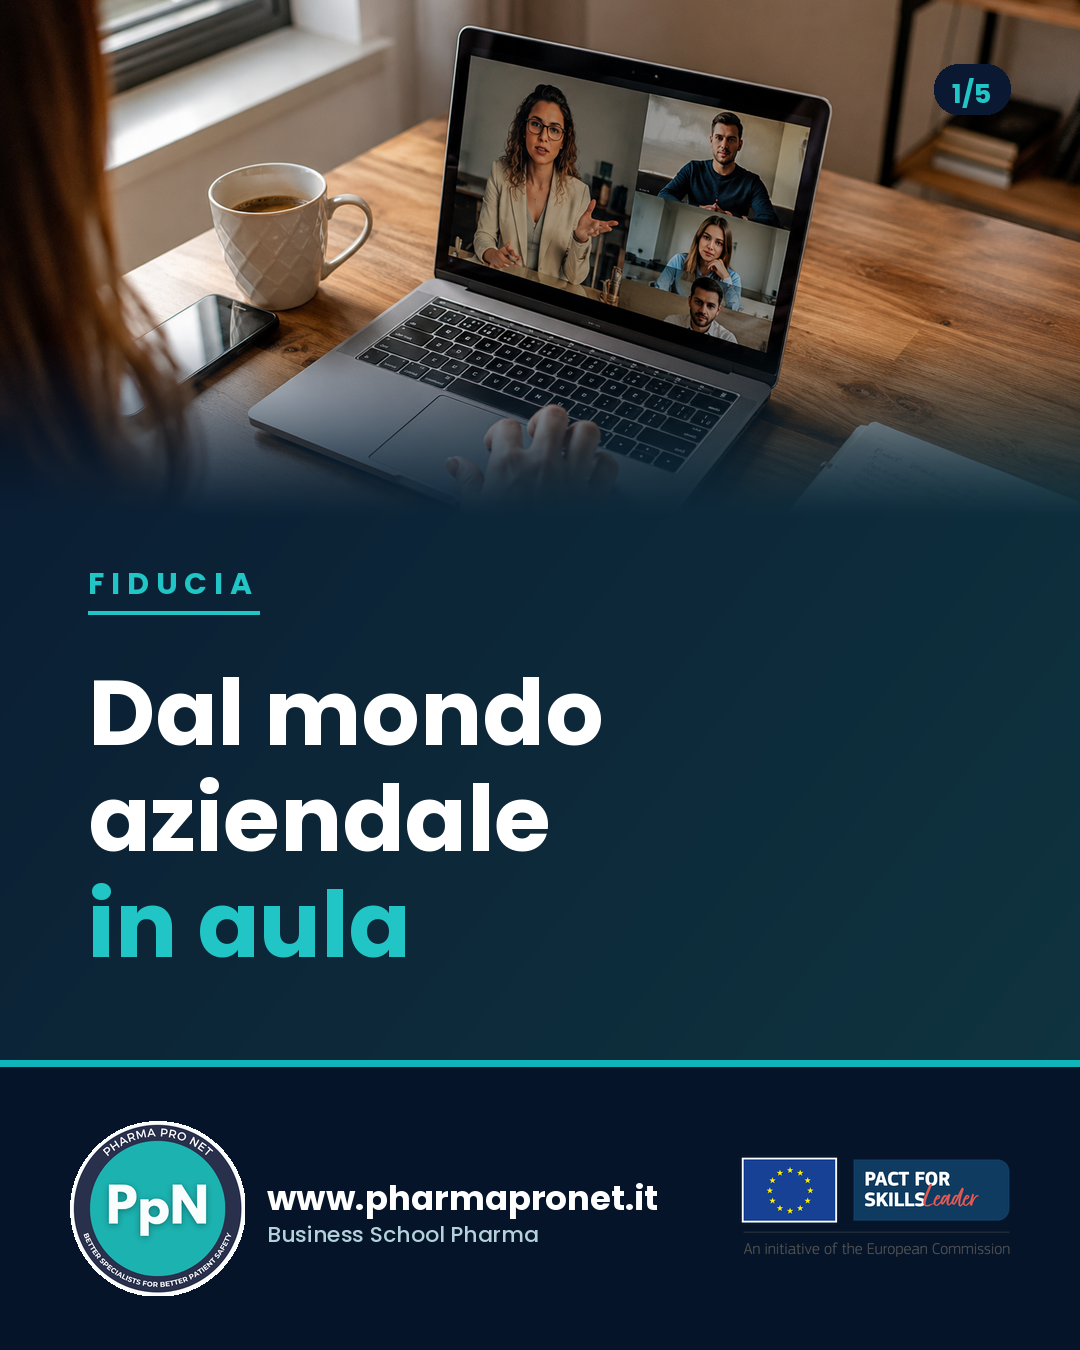 1/5
FIDUCIA
Dal mondo
aziendale
in aula
PHARMA PRO NET
PpN
BETTER SPECIALISTS FOR BETTER PATIENT SAFETY
www.pharmapronet.it
Business School Pharma
PACT FOR
SKILLS Leader
An initiative of the European Commission